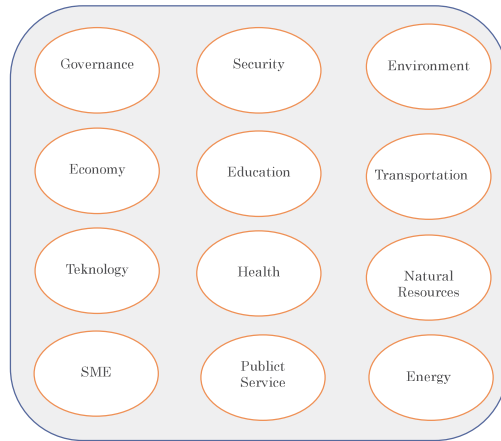 Governance
Security
Environment
Economy
Education
Transportation
Teknology
Health
Natural
Resources
SME
Publict
Service
Energy